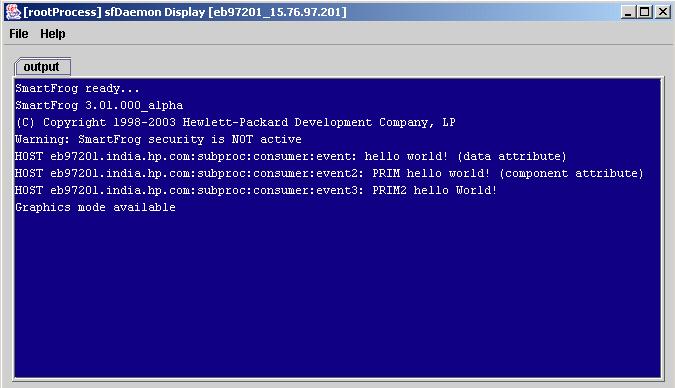 [rootProcess] sfDaemon Display [eb97201_15.76.97.201]
File Help
output
SmartFrog ready...
SmartFrog 3.01.000_alpha
(C) Copyright 1998-2003 Hewlett-Packard Development Company, LP
Warning: SmartFrog security is NOT active
HOST eb97201.india.hp.com:subproc:consumer:event: hello world! (data attribute)
HOST eb97201.india.hp.com:subproc:consumer:event2: PRIM hello world! (component attribute)
HOST eb97201.india.hp.com:subproc:consumer:event3: PRIM2 hello World!
Graphics mode available